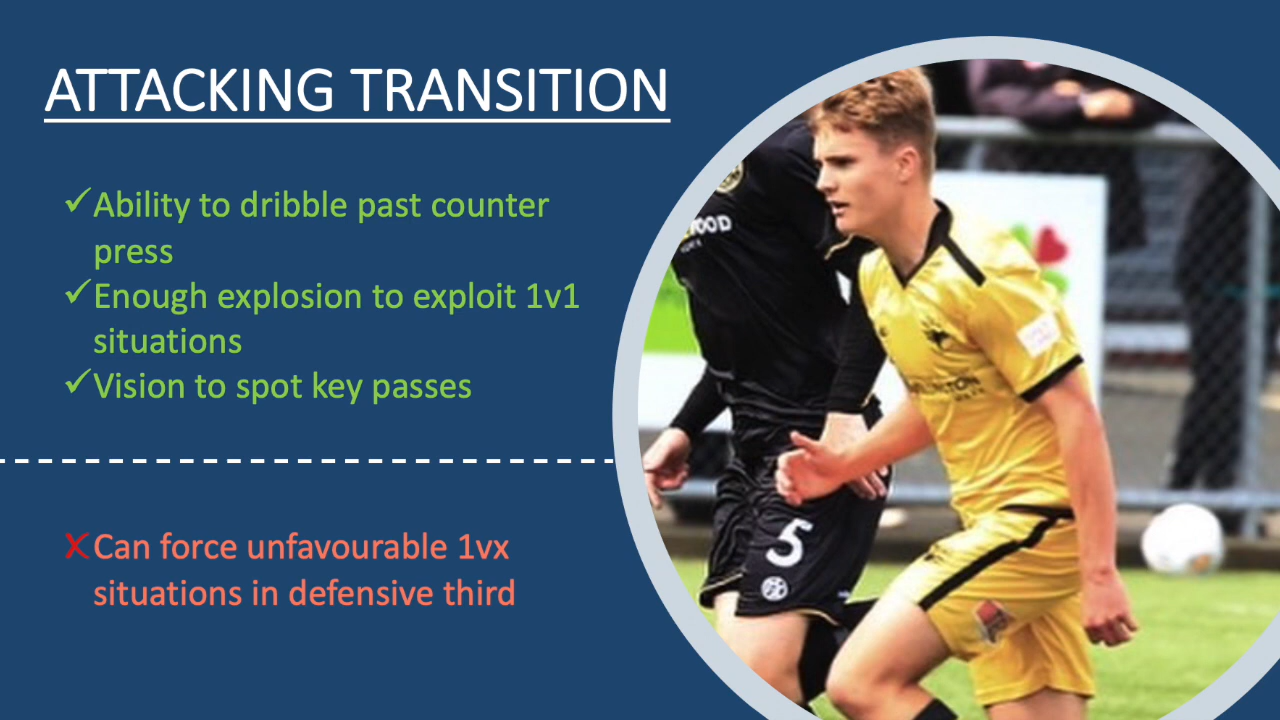 ATTACKING TRANSITION
✓Ability to dribble past counter
press
✓Enough explosion to exploit 1v1
situations
✓Vision to spot key passes
✗Can force unfavourable 1vx
situations in defensive third
5